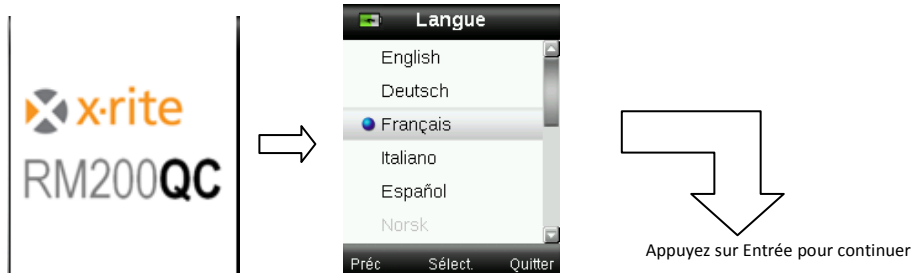 x·rite
RM200QC
Langue
English
Deutsch
Français
Italiano
Español
Norsk
Préc Sélect. Quitter
Appuyez sur Entrée pour continuer